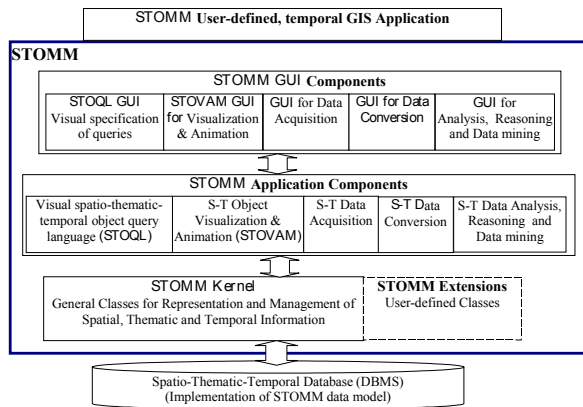 STOMM User-defined, temporal GIS Application
STOMM
STOMM GUI Components
STOQL GUI
Visual specification
of queries
STOVAM GUI
for Visualization
& Animation
GUI for Data
Acquisition
GUI for Data
Conversion
GUI for
Analysis, Reasoning
and Data mining
STOMM Application Components
Visual spatio-thematic-
temporal object query
language (STOQL)
S-T Object
Visualization &
Animation (STOVAM)
S-T Data
Acquisition
S-T Data
Conversion
S-T Data Analysis,
Reasoning and
Data mining
STOMM Kernel
General Classes for Representation and Management of
Spatial, Thematic and Temporal Information
STOMM Extensions
User-defined Classes
Spatio-Thematic-Temporal Database (DBMS)
(Implementation of STOMM data model)